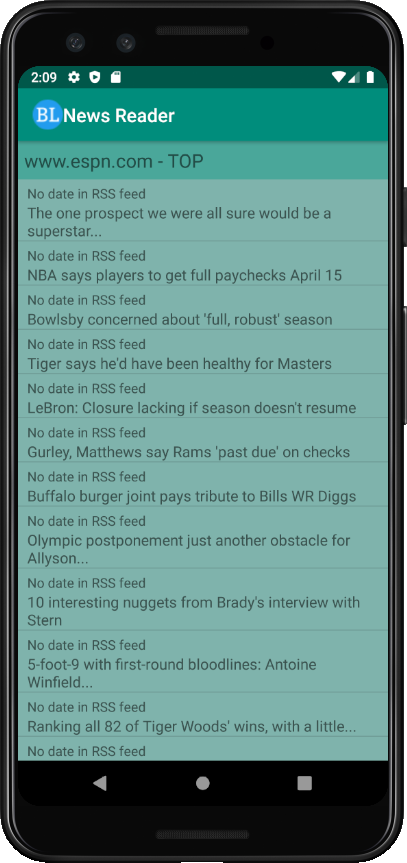 2:09
BL News Reader
www.espn.com - TOP
No date in RSS feed
The one prospect we were all sure would be a
superstar...
No date in RSS feed
NBA says players to get full paychecks April 15
No date in RSS feed
Bowlsby concerned about 'full, robust' season
No date in RSS feed
Tiger says he'd have been healthy for Masters
No date in RSS feed
LeBron: Closure lacking if season doesn't resume
No date in RSS feed
Gurley, Matthews say Rams 'past due' on checks
No date in RSS feed
Buffalo burger joint pays tribute to Bills WR Diggs
No date in RSS feed
Olympic postponement just another obstacle for
Allyson...
No date in RSS feed
10 interesting nuggets from Brady's interview with
Stern
No date in RSS feed
5-foot-9 with first-round bloodlines: Antoine
Winfield...
No date in RSS feed
Ranking all 82 of Tiger Woods' wins, with a little...
No date in RSS feed